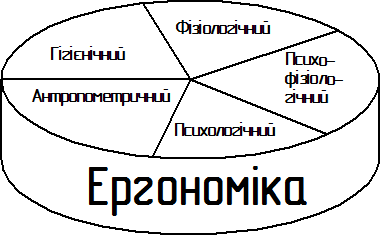 Фізіологічний
Гігієнічний
Психо-
фізіоло-
гічний
Антропометричний
Психологічний
Ергономіка